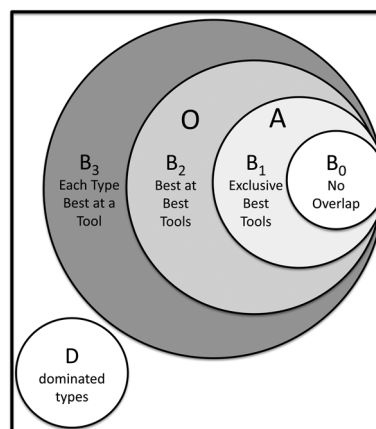 O
A
B3
Each Type
Best at a
Tool
B2
Best at
Best
Tools
B1
Exclusive
Best
Tools
B0
No
Overlap
D
dominated
types